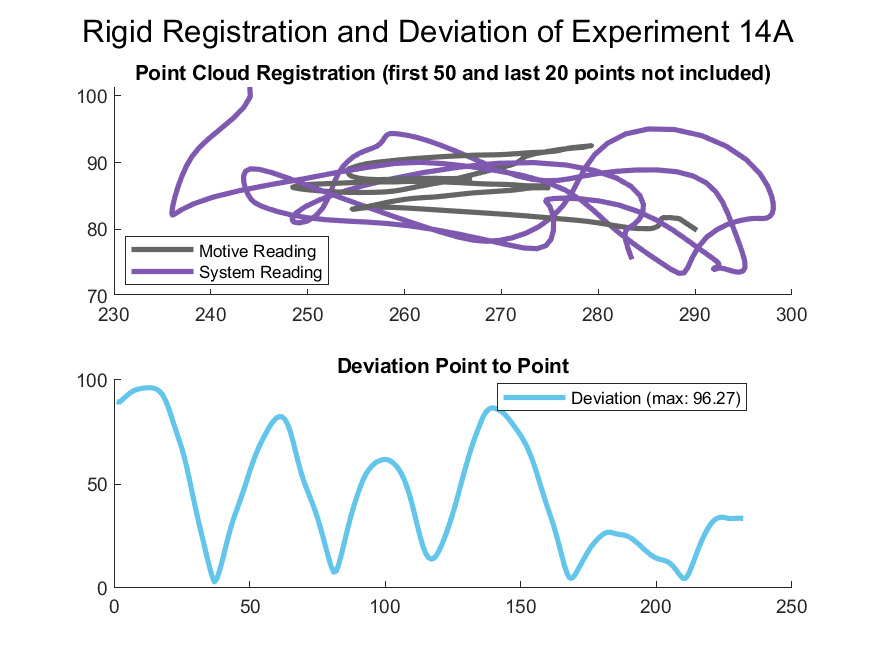 Rigid Registration and Deviation of Experiment 14A
Point Cloud Registration (first 50 and last 20 points not included)
100
90
80
70
Motive Reading
System Reading
230 240 250 260 270 280 290 300
Deviation Point to Point
100
50
0
Deviation (max: 96.27)
0 50 100 150 200 250